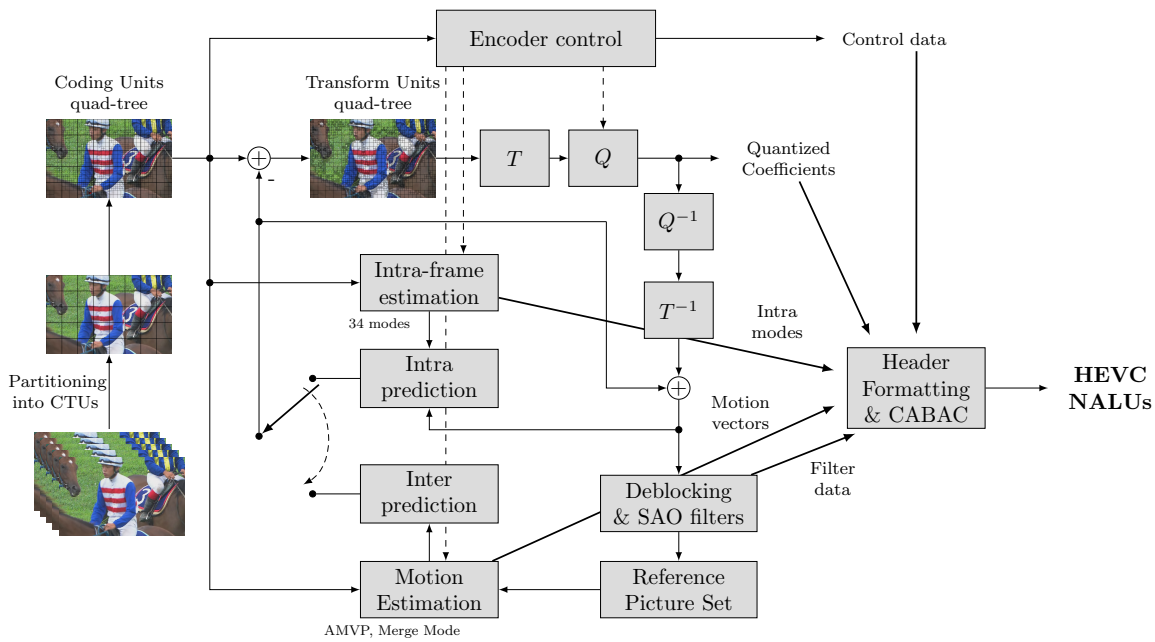 Encoder control
Control data
Coding Units
quad-tree
Transform Units
quad-tree
+
-
T
Q
Quantized
Coefficients
Q⁻¹
Intra-frame
estimation
T⁻¹
34 modes
Intra
modes
Partitioning
into CTUs
Intra
prediction
+
Header
Formatting
& CABAC
HEVC
NALUs
Motion
vectors
Inter
prediction
Deblocking
& SAO filters
Filter
data
Motion
Estimation
Reference
Picture Set
AMVP, Merge Mode